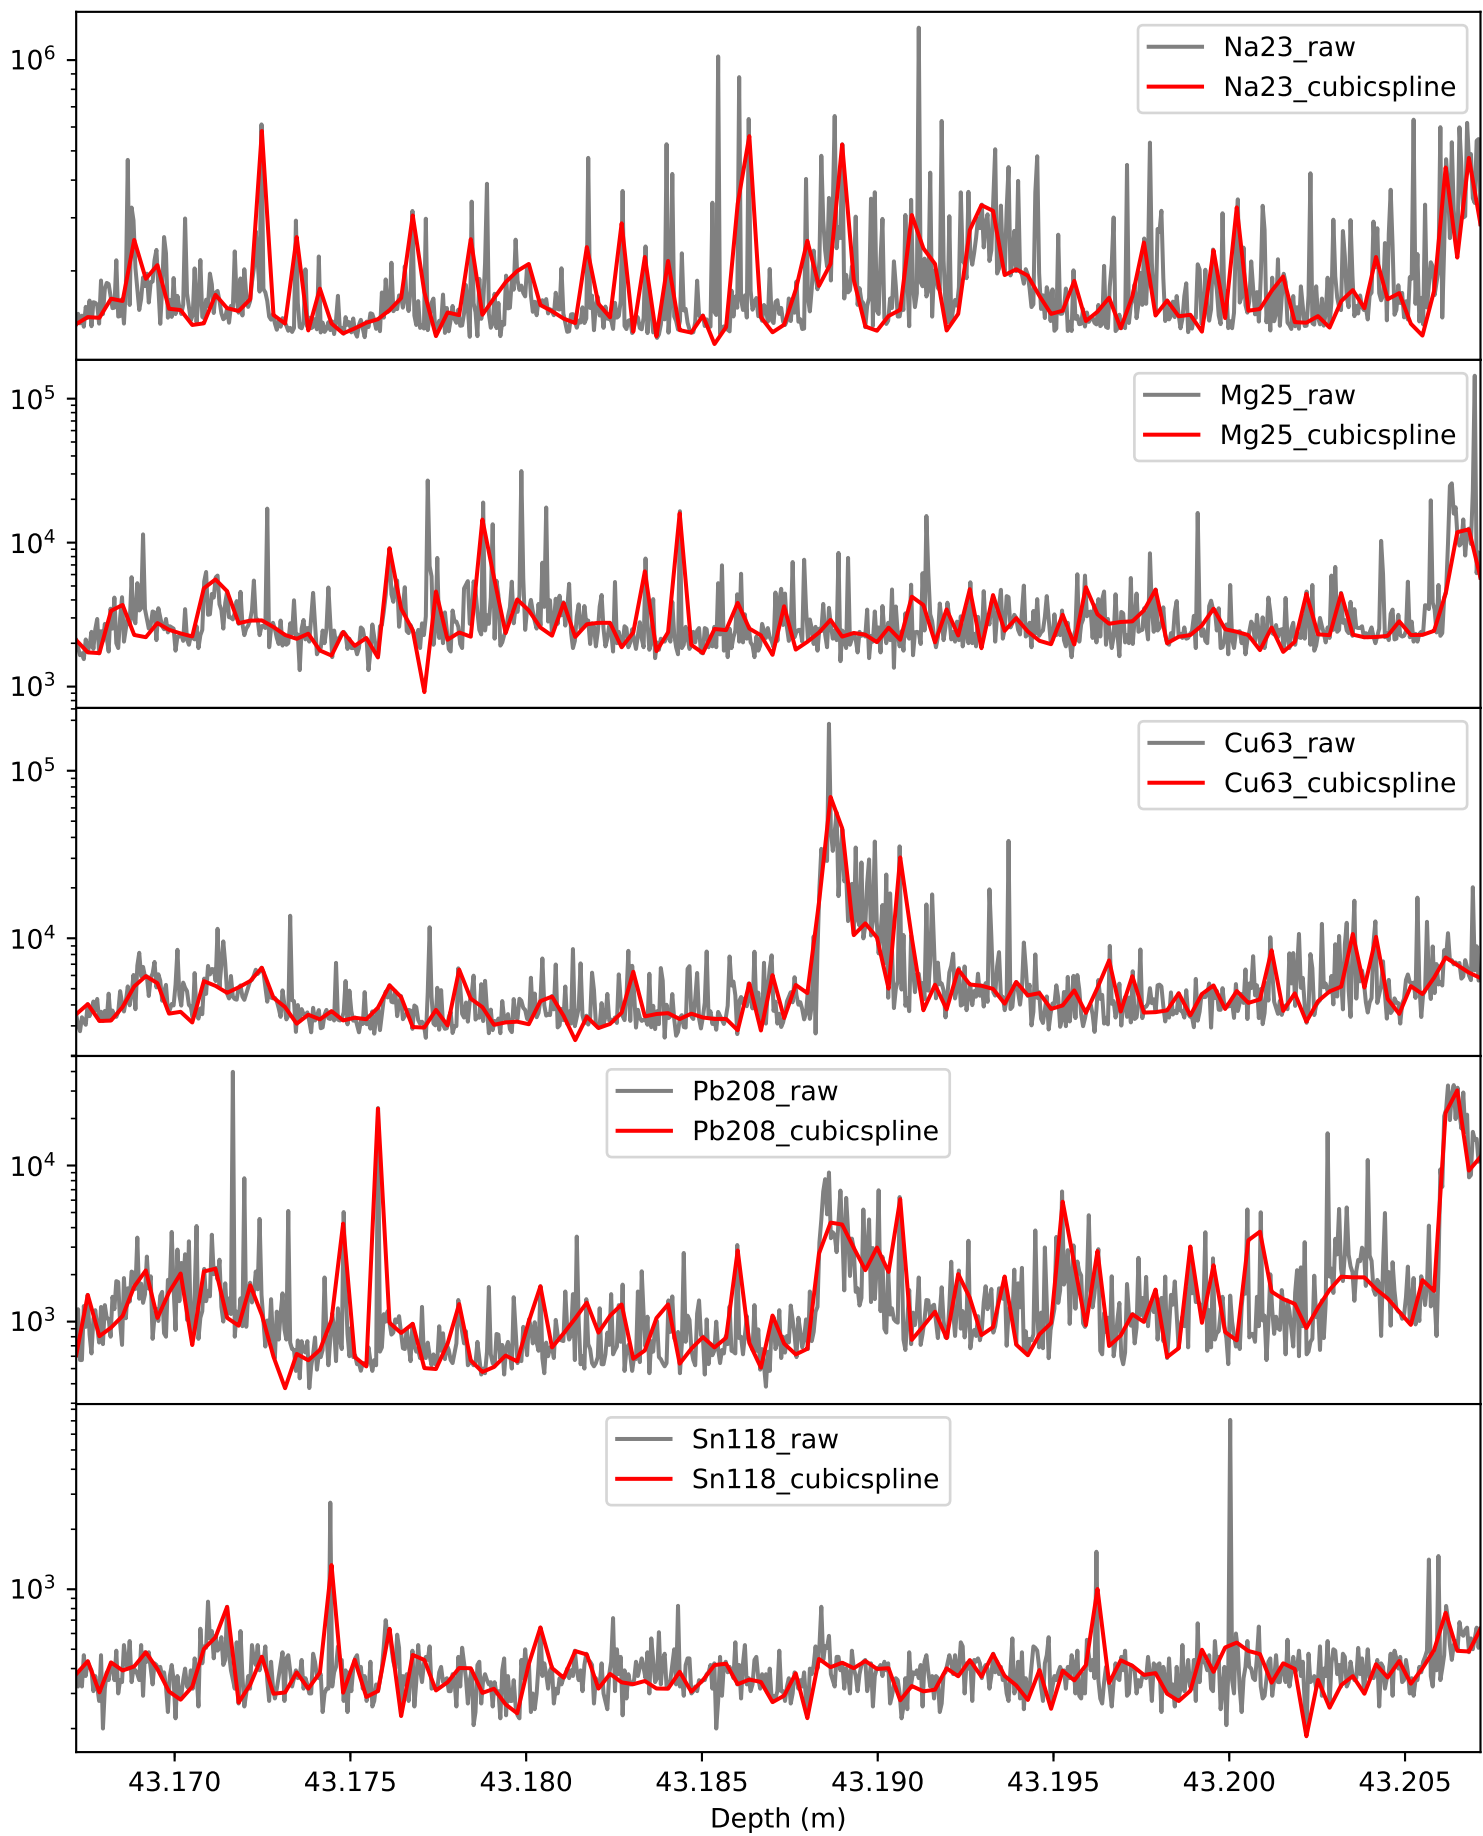 10^6
Na23_raw
Na23_cubicspline
10^5
10^4
10^3
Mg25_raw
Mg25_cubicspline
10^5
10^4
Cu63_raw
Cu63_cubicspline
10^4
10^3
Pb208_raw
Pb208_cubicspline
10^3
Sn118_raw
Sn118_cubicspline
43.170 43.175 43.180 43.185 43.190 43.195 43.200 43.205
Depth (m)